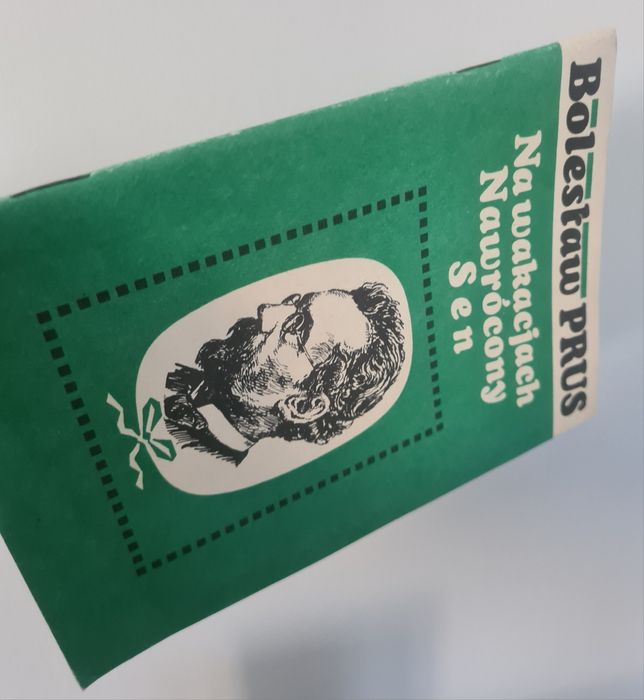 Bolesław PRUS
Na wakacjach
Nawrócony
Sen